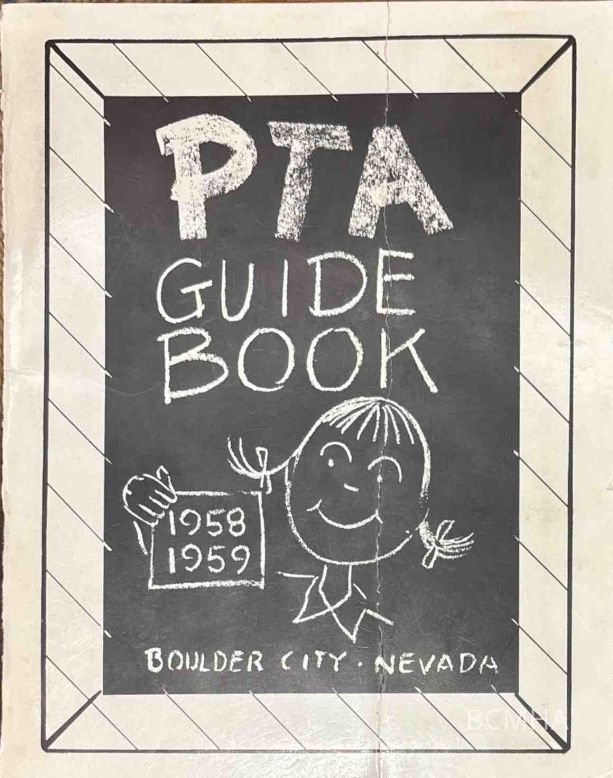 PTA
GUIDE
BOOK
1958
1959
BOULDER CITY · NEVADA
BCMHA